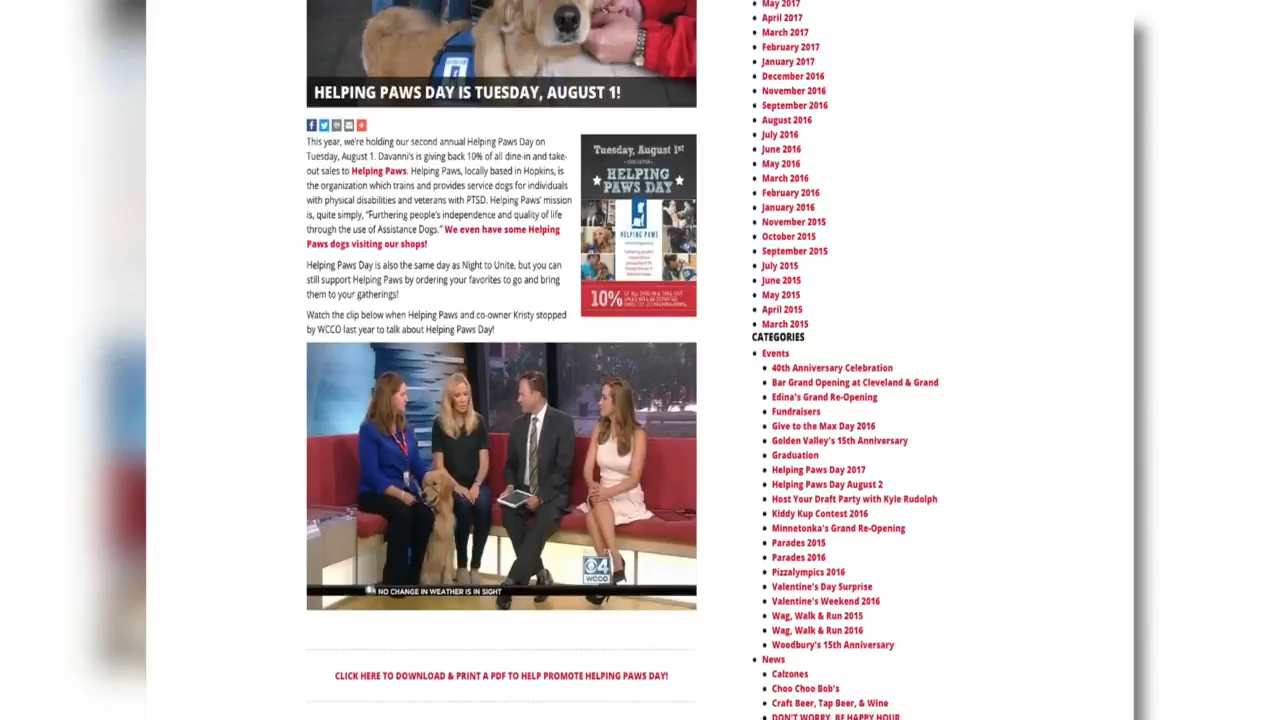 HELPING PAWS DAY IS TUESDAY, AUGUST 1!
This year, we're holding our second annual Helping Paws Day on
Tuesday, August 1. Davanni's is giving back 10% of all dine-in and take-
out sales to Helping Paws. Helping Paws, locally based in Hopkins, is
the organization which trains and provides service dogs for individuals
with physical disabilities and veterans with PTSD. Helping Paws' mission
is, quite simply, "Furthering people's independence and quality of life
through the use of Assistance Dogs." We even have some Helping
Paws dogs visiting our shops!
Helping Paws Day is also the same day as Night to Unite, but you can
still support Helping Paws by ordering your favorites to go and bring
them to your gatherings!
Watch the clip below when Helping Paws and co-owner Kristy stopped
by WCCO last year to talk about Helping Paws Day!
Tuesday, August 1st
HELPING
PAWS DAY
HELPING PAWS
10%
4
WCCO
NO CHANGE IN WEATHER IS IN SIGHT
CLICK HERE TO DOWNLOAD & PRINT A PDF TO HELP PROMOTE HELPING PAWS DAY!
May 2017
April 2017
March 2017
February 2017
January 2017
December 2016
November 2016
September 2016
August 2016
July 2016
June 2016
May 2016
March 2016
February 2016
January 2016
November 2015
October 2015
September 2015
July 2015
June 2015
May 2015
April 2015
March 2015
CATEGORIES
Events
40th Anniversary Celebration
Bar Grand Opening at Cleveland & Grand
Edina's Grand Re-Opening
Fundraisers
Give to the Max Day 2016
Golden Valley's 15th Anniversary
Graduation
Helping Paws Day 2017
Helping Paws Day August 2
Host Your Draft Party with Kyle Rudolph
Kiddy Kup Contest 2016
Minnetonka's Grand Re-Opening
Parades 2015
Parades 2016
Pizzalympics 2016
Valentine's Day Surprise
Valentine's Weekend 2016
Wag, Walk & Run 2015
Wag, Walk & Run 2016
Woodbury's 15th Anniversary
News
Calzones
Choo Choo Bob's
Craft Beer, Tap Beer, & Wine
DON'T WORRY, BE HAPPY HOUR